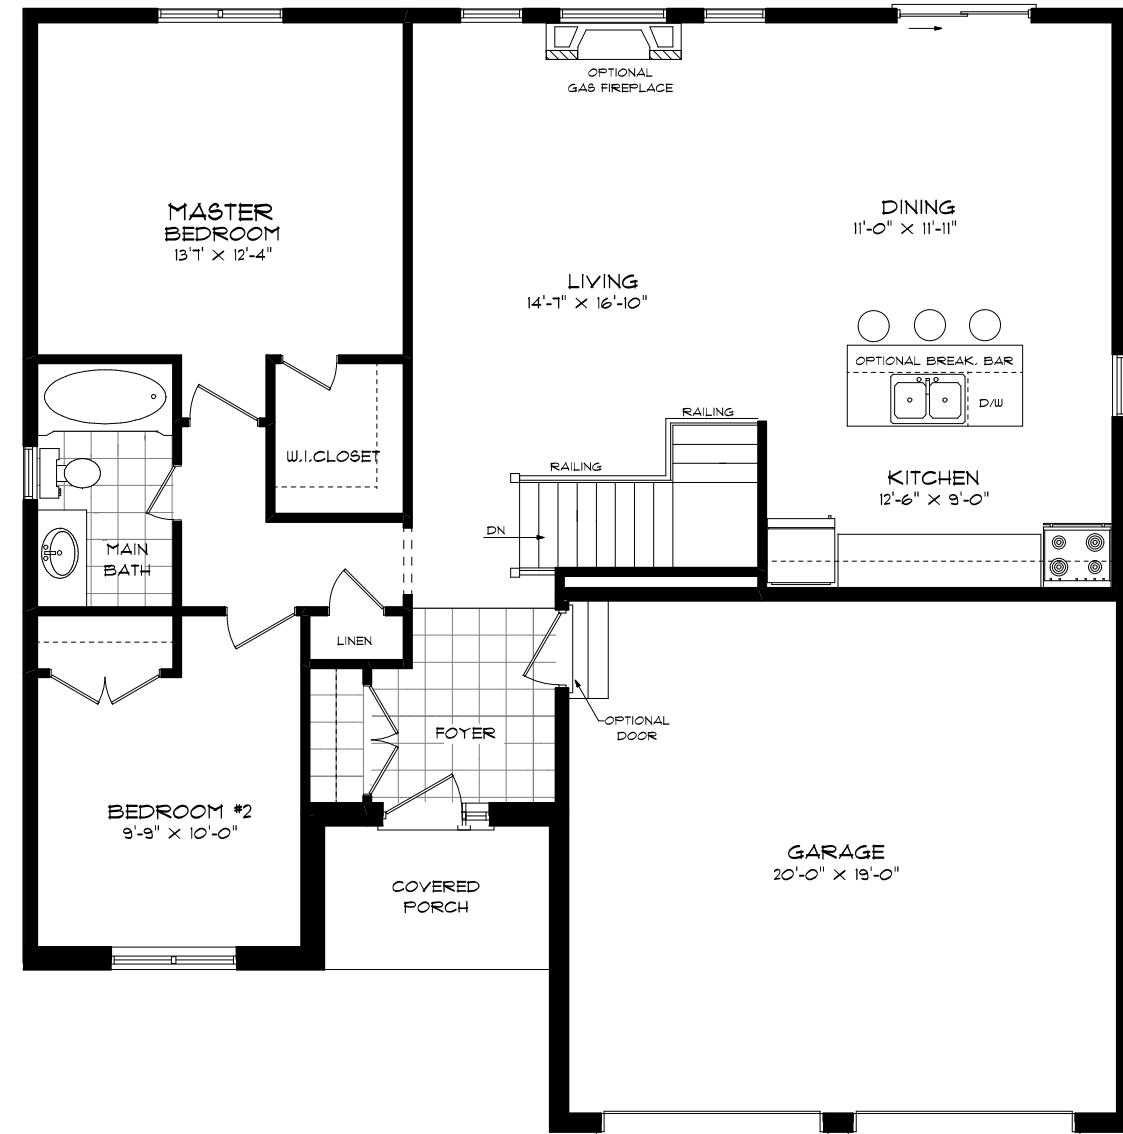 OPTIONAL
GAS FIREPLACE
MASTER
BEDROOM
13'7' X 12'-4"
DINING
11'-0" X 11'-11"
LIVING
14'-7" X 16'-10"
OPTIONAL BREAK. BAR
D/W
RAILING
RAILING
W.I.CLOSET
KITCHEN
12'-6" X 9'-0"
DN
MAIN
BATH
LINEN
FOYER
OPTIONAL
DOOR
BEDROOM #2
9'-9" X 10'-0"
GARAGE
20'-0" X 19'-0"
COVERED
PORCH